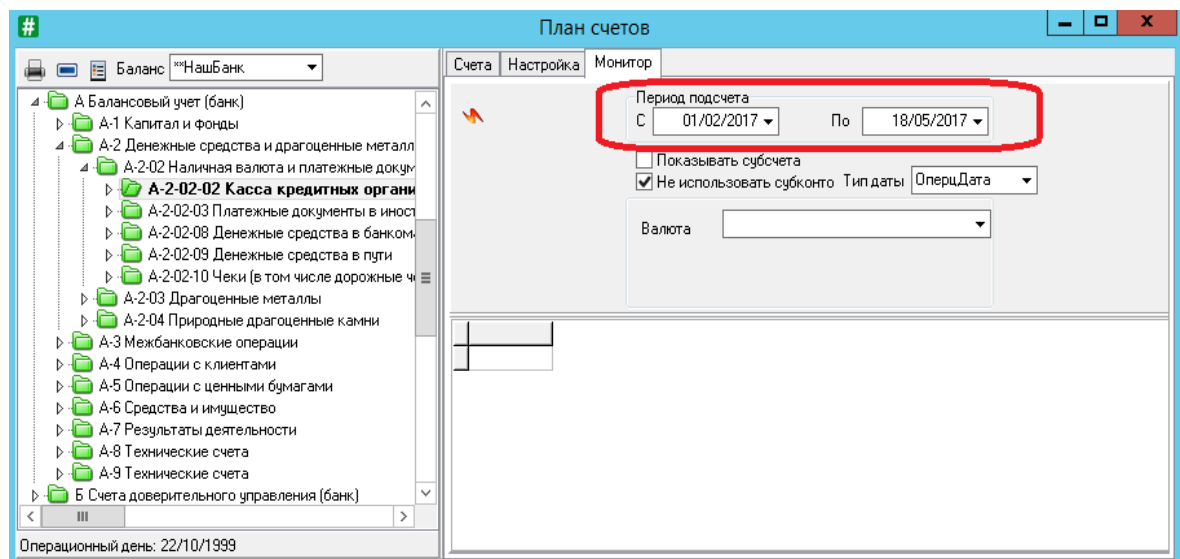 План счетов
Баланс **НашБанк
Счета Настройка Монитор
А Балансовый учет (банк)
А-1 Капитал и фонды
А-2 Денежные средства и драгоценные металл
А-2-02 Наличная валюта и платежные докум
А-2-02-02 Касса кредитных органи
А-2-02-03 Платежные документы в иност
А-2-02-08 Денежные средства в банком
А-2-02-09 Денежные средства в пути
А-2-02-10 Чеки (в том числе дорожные че
А-2-03 Драгоценные металлы
А-2-04 Природные драгоценные камни
А-3 Межбанковские операции
А-4 Операции с клиентами
А-5 Операции с ценными бумагами
А-6 Средства и имущество
А-7 Результаты деятельности
А-8 Технические счета
А-9 Технические счета
Б Счета доверительного управления (банк)
Операционный день: 22/10/1999
Период подсчета
С 01/02/2017 По 18/05/2017
Показывать субсчета
Не использовать субконто Тип даты ОперцДата
Валюта